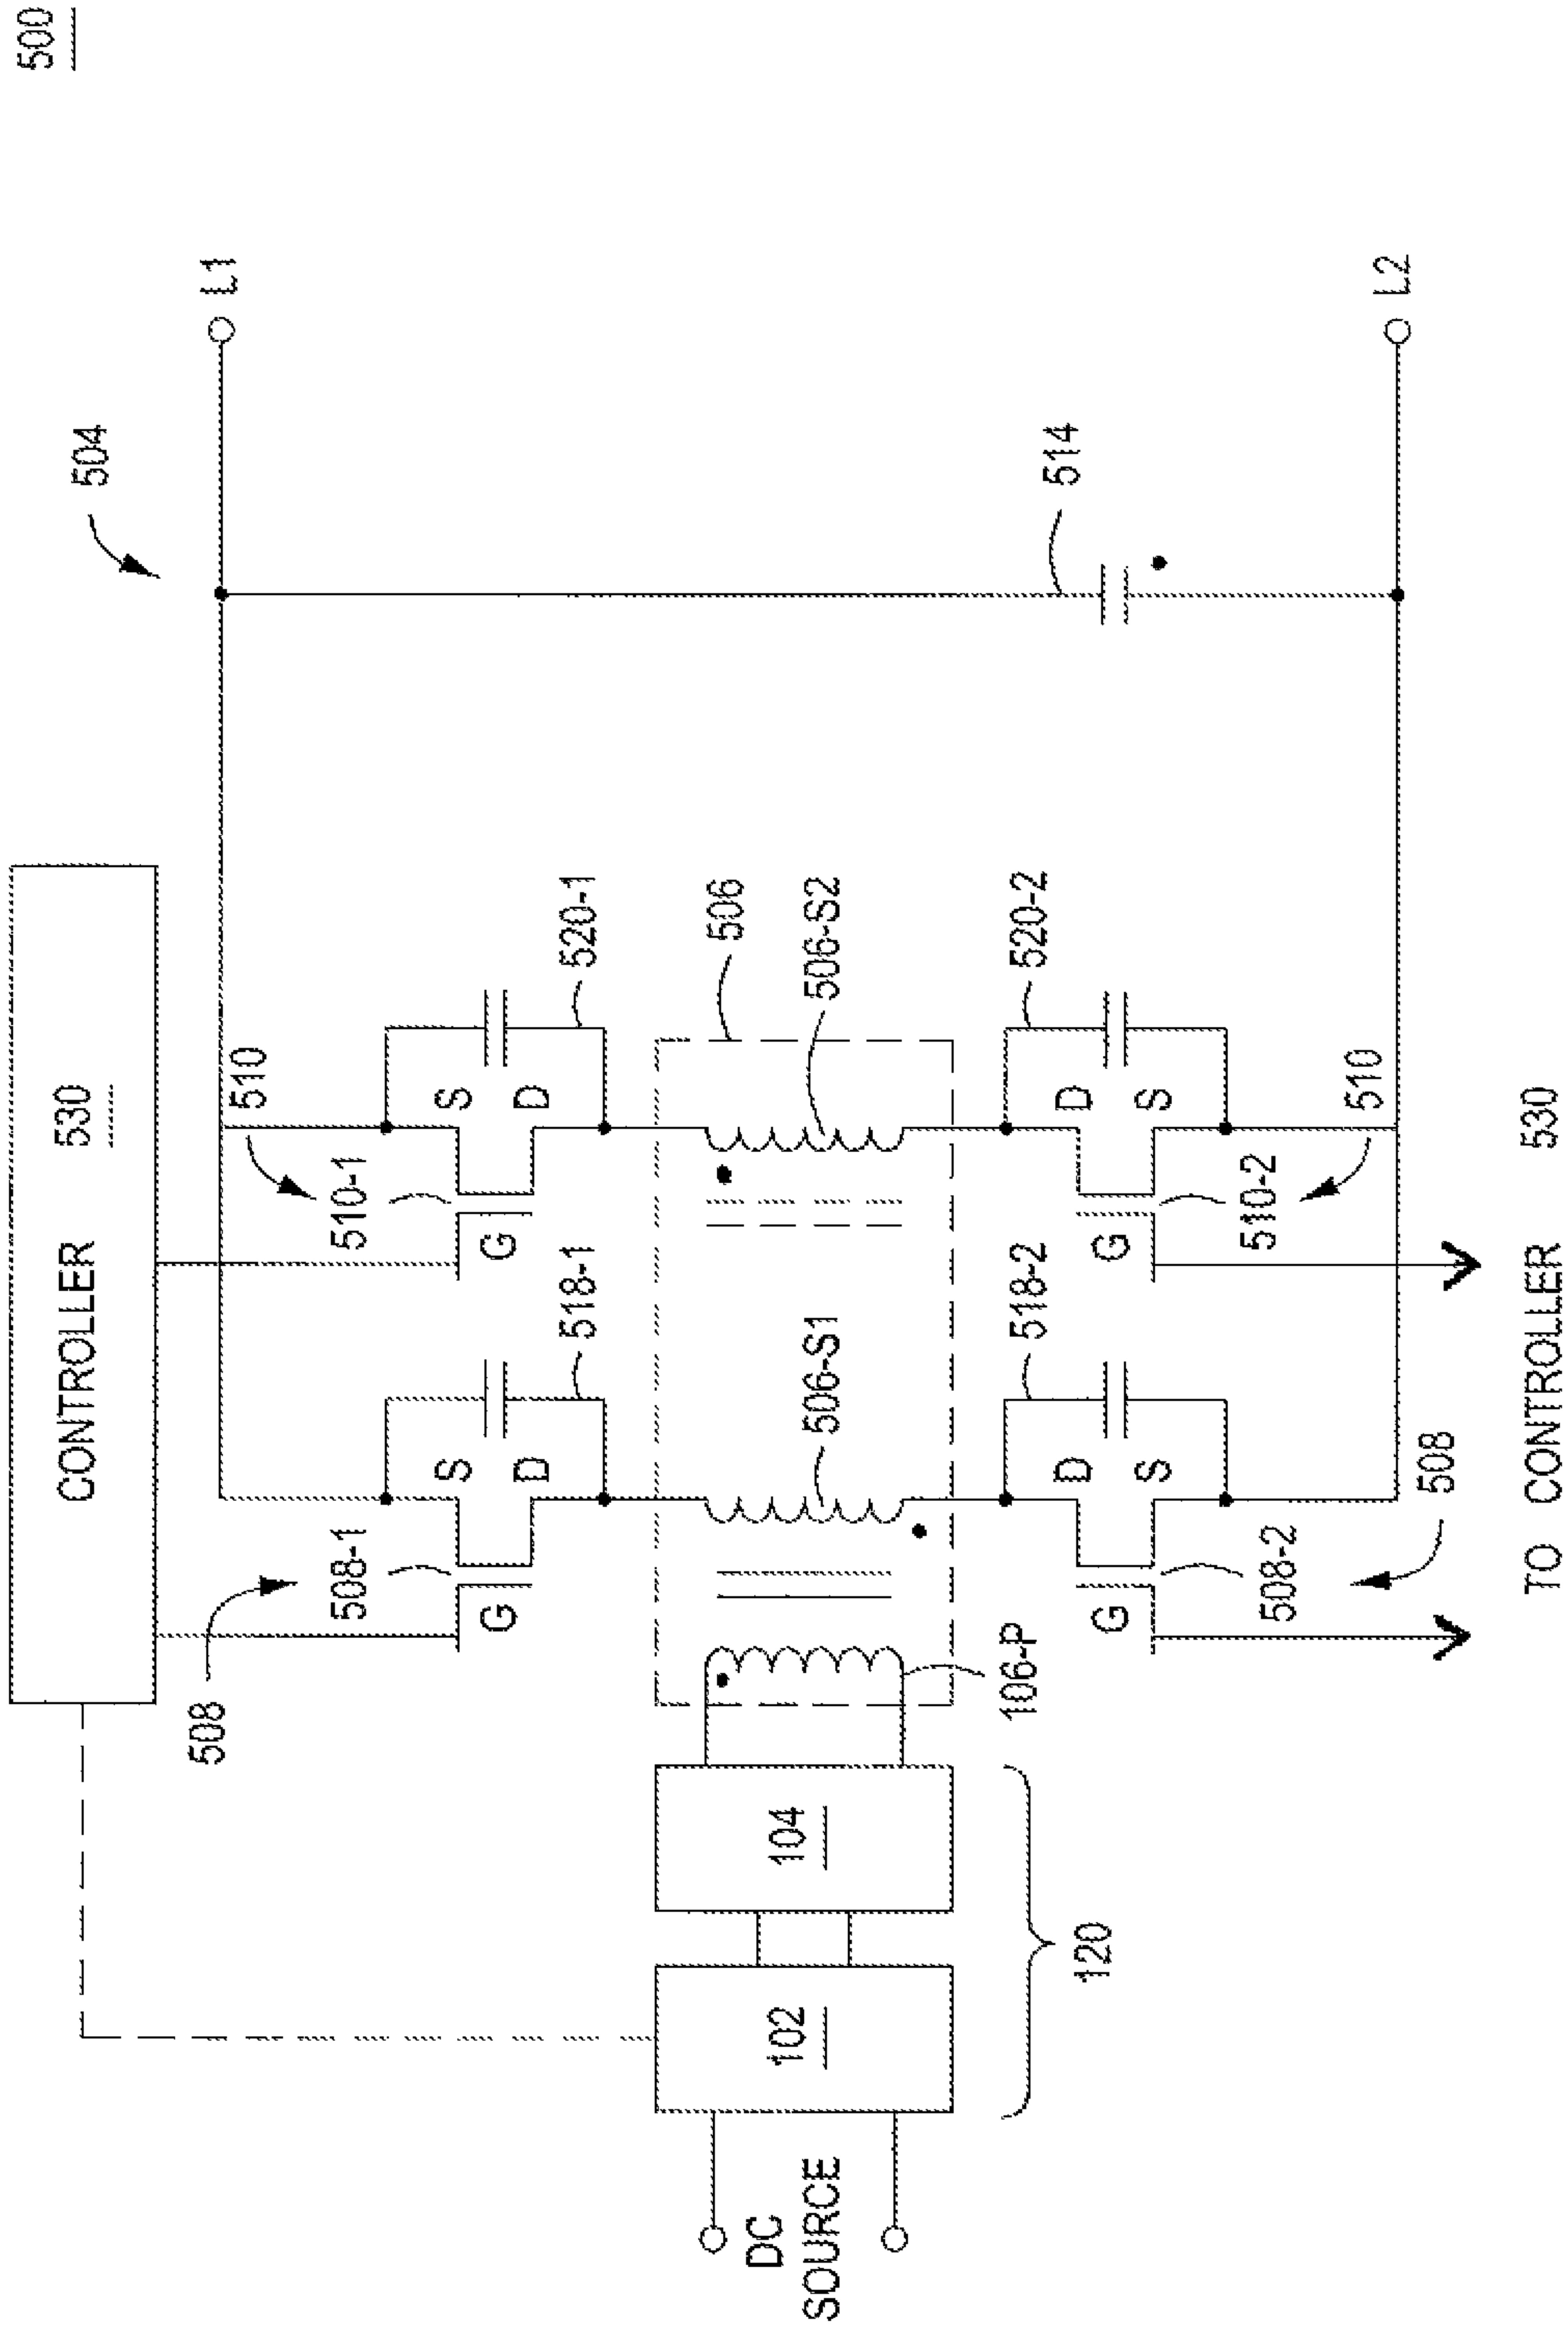 500
CONTROLLER 530
504
L1
508
510
508-1
510-1
S
D
G
S
D
G
518-1
520-1
506
506-S1
506-S2
106-P
DC
SOURCE
102
104
120
518-2
520-2
514
D
S
G
D
S
G
508-2
510-2
508
510
L2
TO CONTROLLER 530